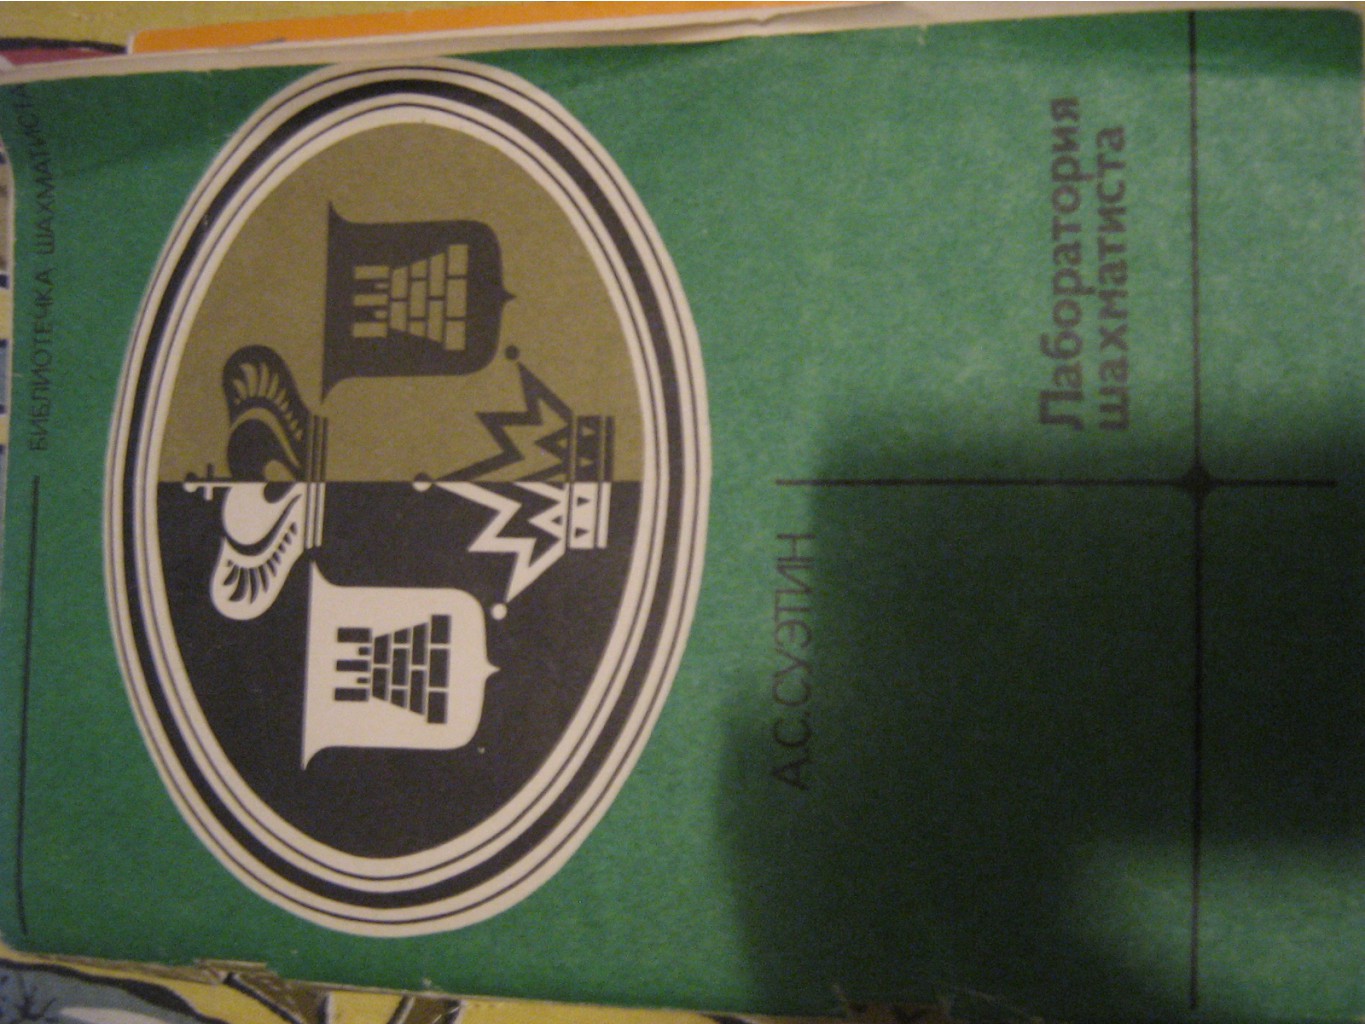 БИБЛИОТЕЧКА ШАХМАТИСТА
А.С.СУЭТИН
Лаборатория
шахматиста